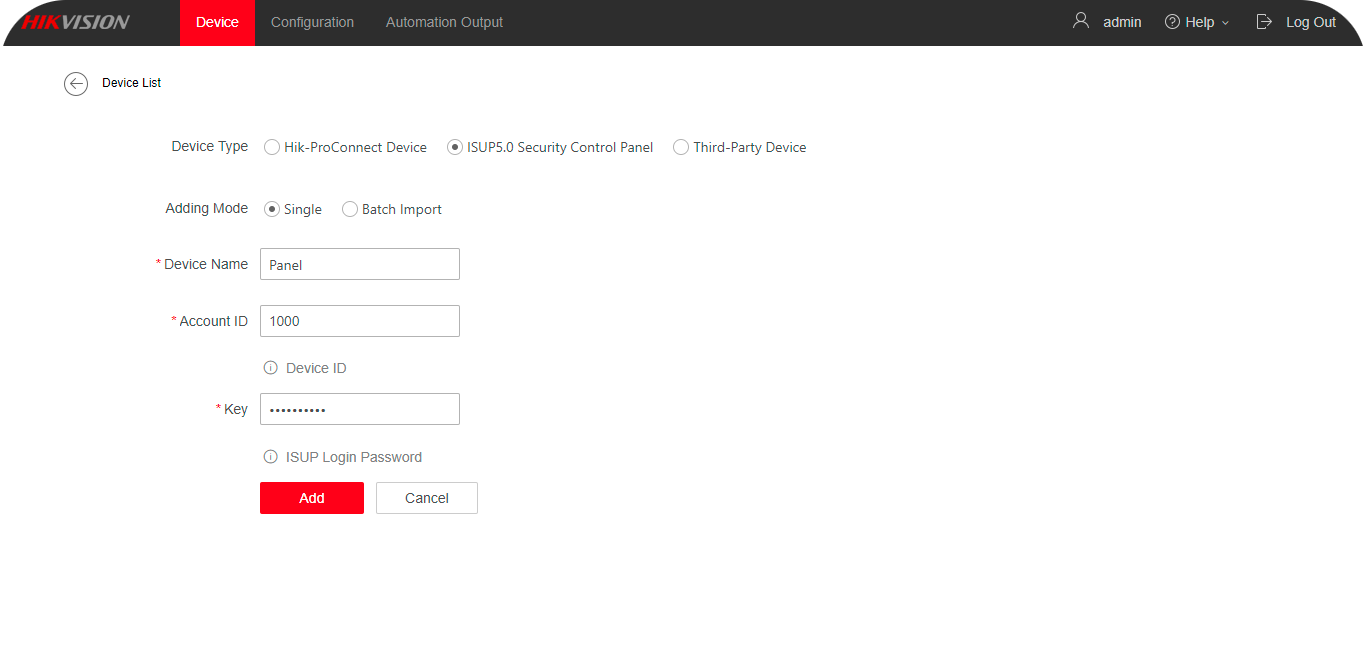 HIKVISION Device Configuration Automation Output admin Help Log Out
Device List
Device Type Hik-ProConnect Device ISUP5.0 Security Control Panel Third-Party Device
Adding Mode Single Batch Import
* Device Name Panel
* Account ID 1000
Device ID
* Key ••••••••••
ISUP Login Password
Add Cancel